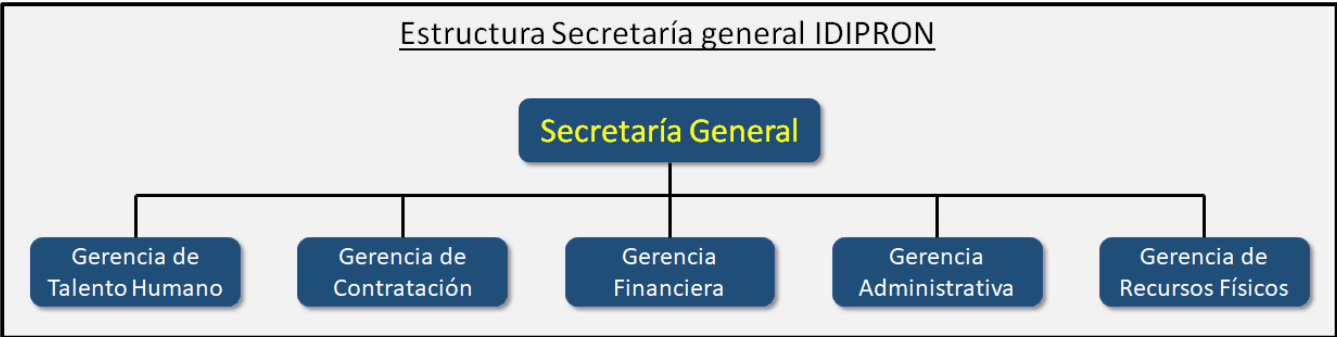 Estructura Secretaría general IDIPRON
Secretaría General
Gerencia de
Talento Humano
Gerencia de
Contratación
Gerencia
Financiera
Gerencia
Administrativa
Gerencia de
Recursos Físicos